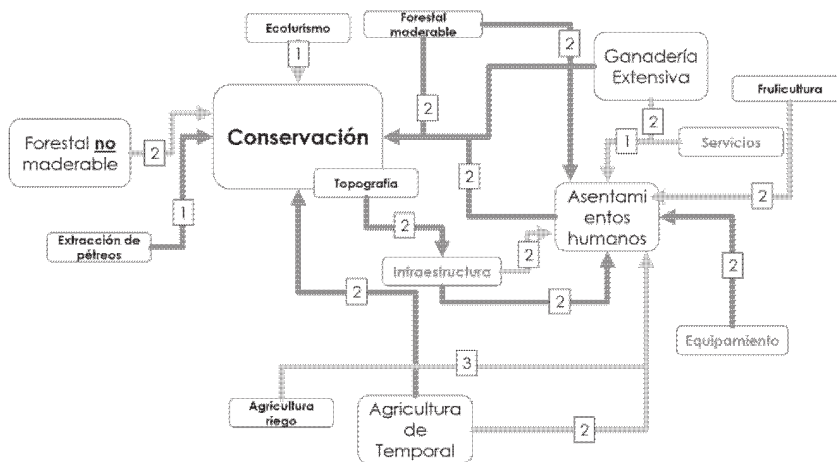 Ecoturismo
Forestal
maderable
2
Ganadería
Extensiva
1
Fruticultura
2
2
Forestal no
maderable
2
Conservación
1
Servicios
2
Topografía
2
Asentami
entos
humanos
1
Extracción de
pétreos
2
Infraestructura
2
2
2
2
2
Equipamiento
3
Agricultura
riego
Agricultura
de
Temporal
2